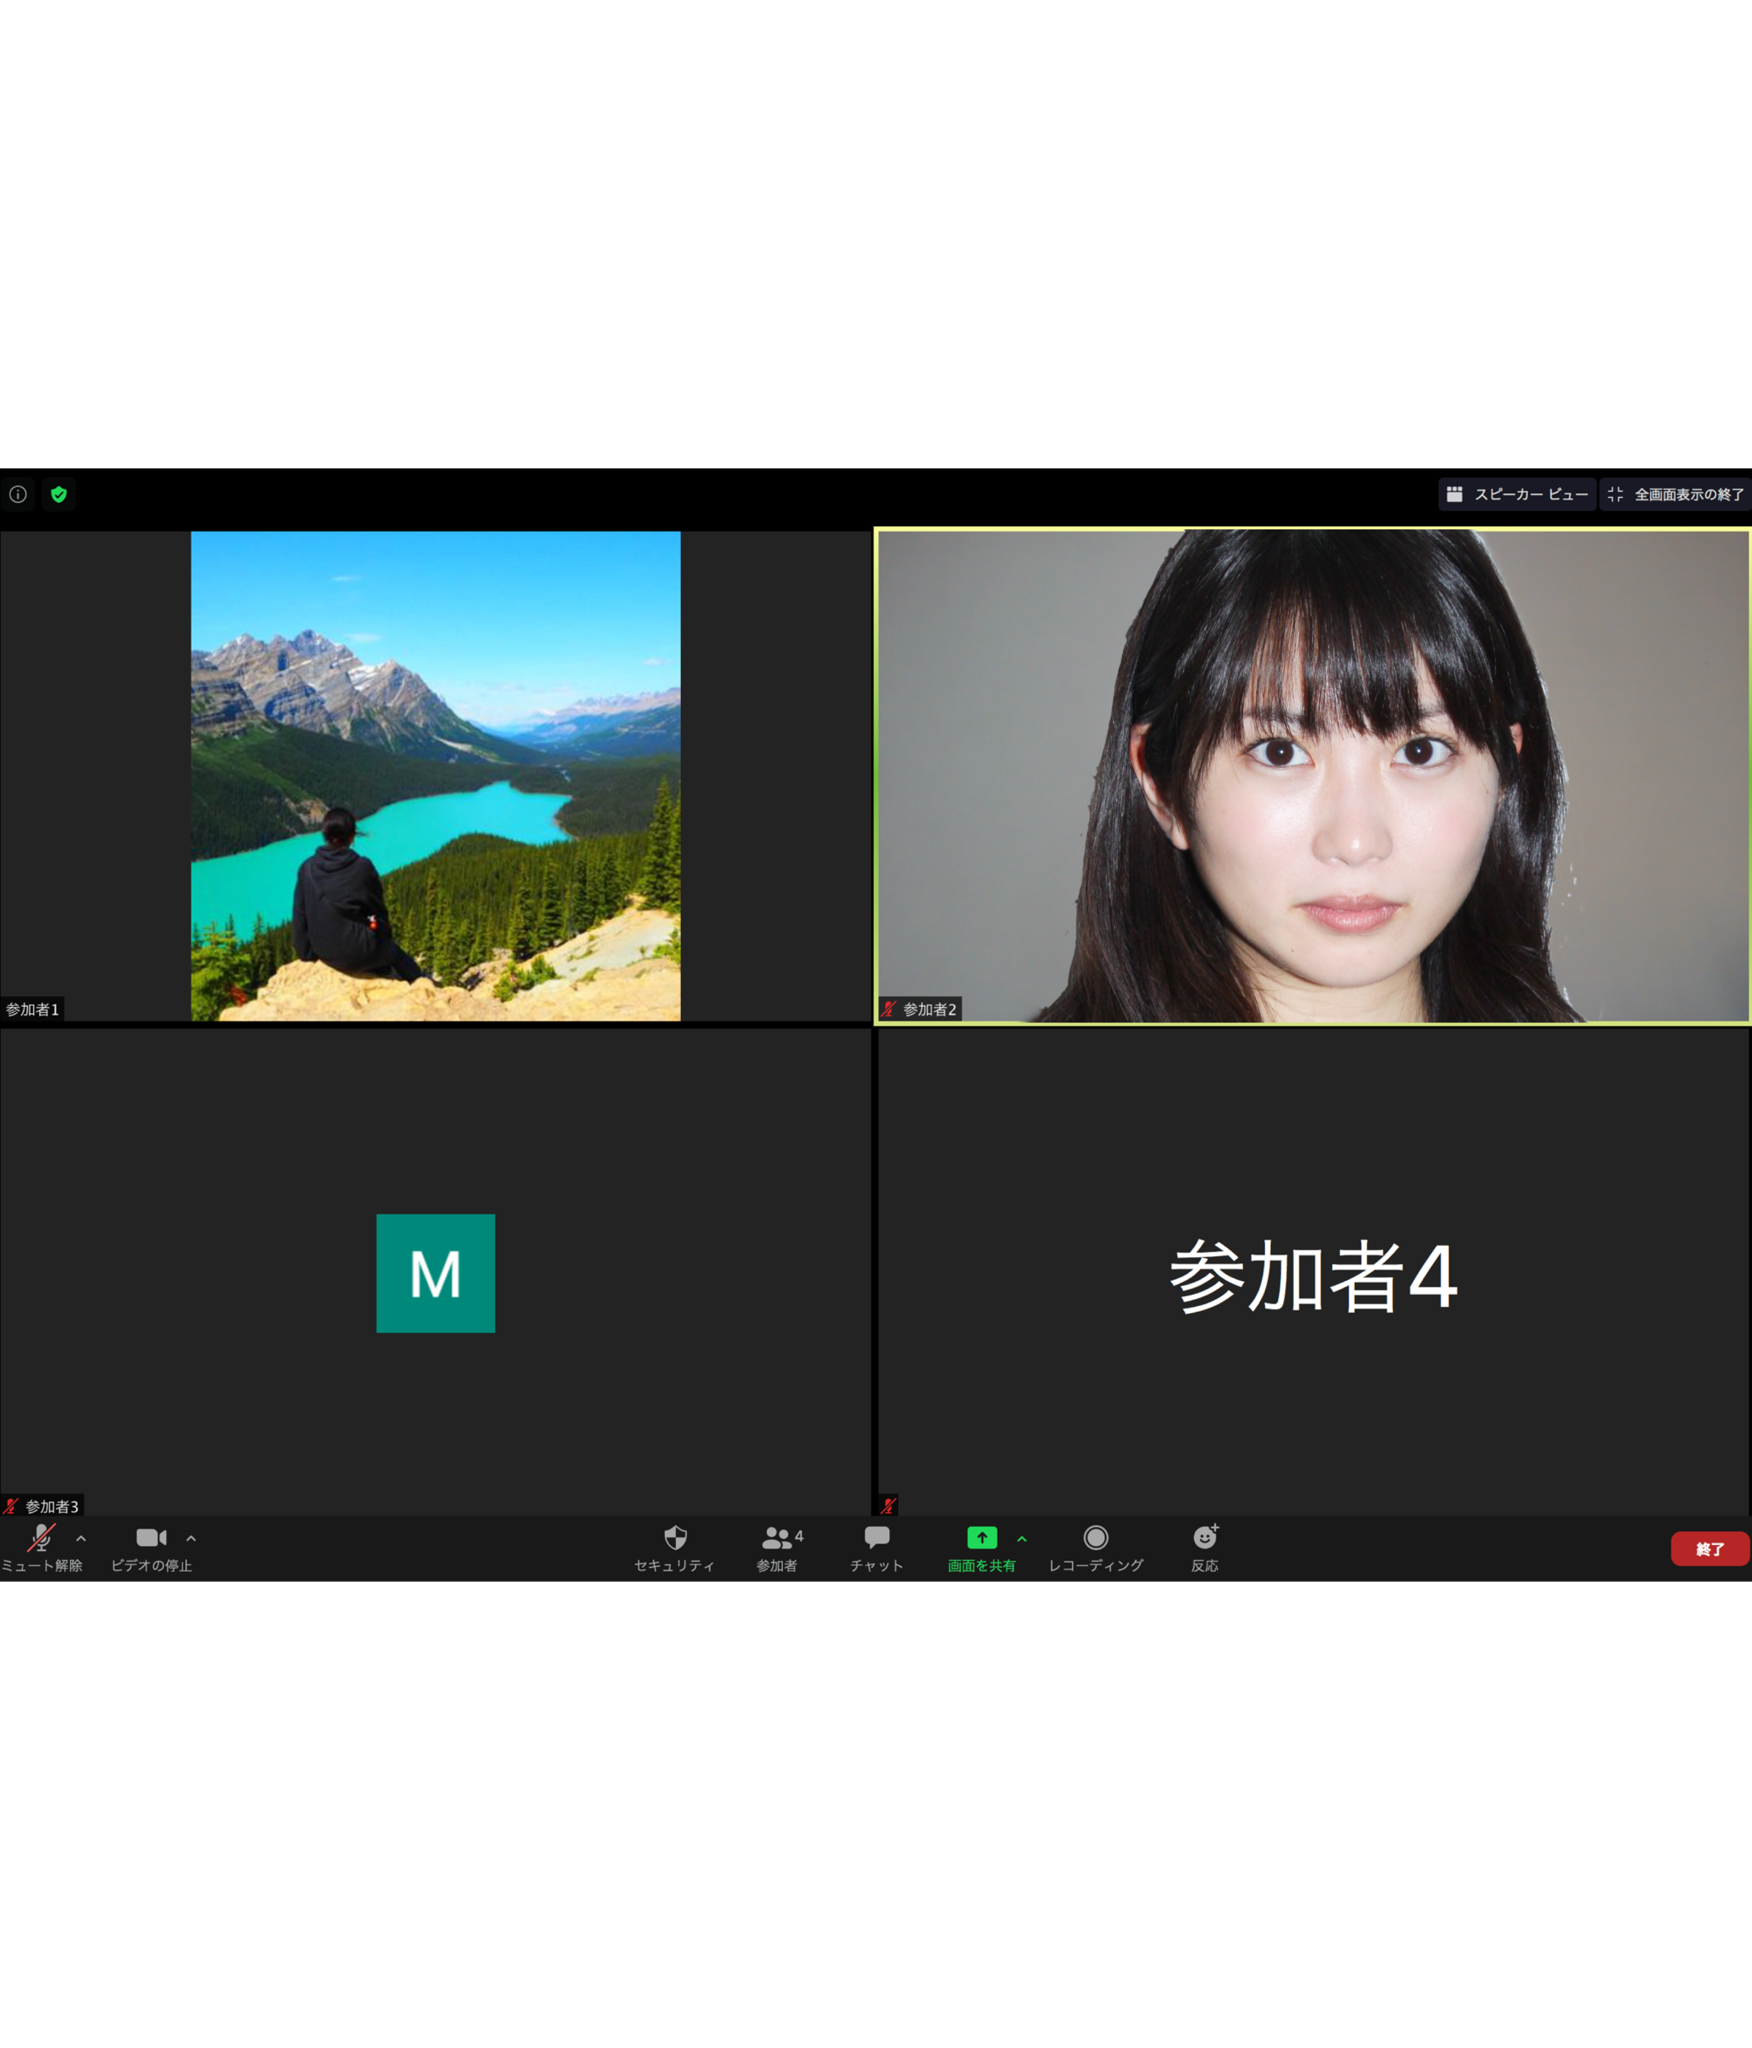 スピーカー ビュー
全画面表示の終了
参加者1
参加者2
M
参加者4
参加者3
4
ミュート解除
ビデオの停止
セキュリティ
参加者
チャット
画面を共有
レコーディング
反応
終了